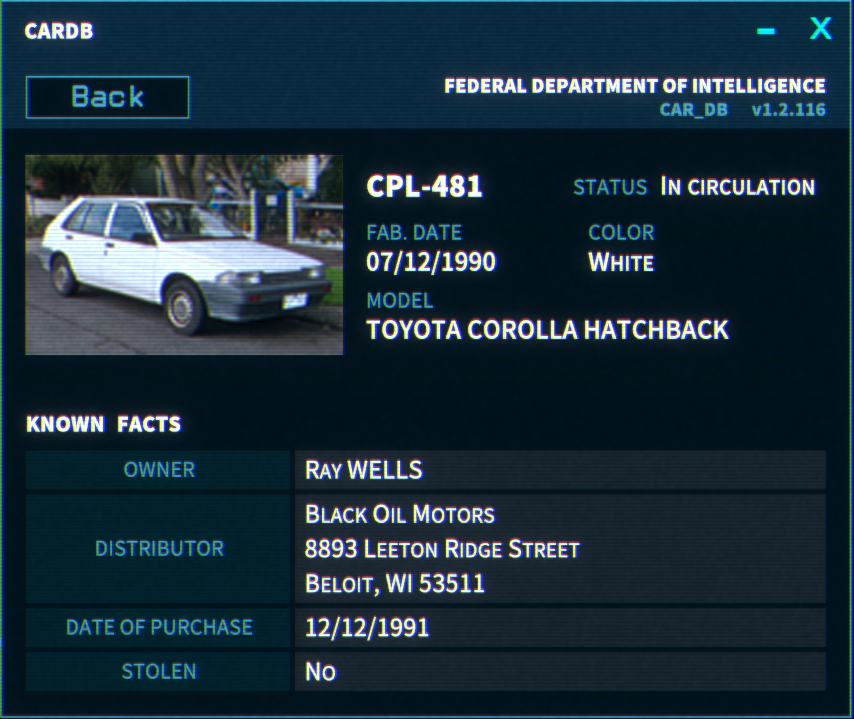 CARDB
Back
FEDERAL DEPARTMENT OF INTELLIGENCE
CAR_DB v1.2.116
CPL-481
STATUS In circulation
FAB. DATE
07/12/1990
COLOR
White
MODEL
TOYOTA COROLLA HATCHBACK
KNOWN FACTS
OWNER
Ray WELLS
DISTRIBUTOR
Black Oil Motors
8893 Leeton Ridge Street
Beloit, WI 53511
DATE OF PURCHASE
12/12/1991
STOLEN
No